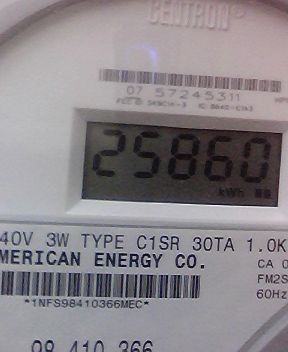 CENTRON®
07 57245311
25860
kWh
40V 3W TYPE C1SR 30TA 1.0K
MERICAN ENERGY CO.
CA 0
FM2S
60Hz
*1NFS98410366MEC*
98 410 366